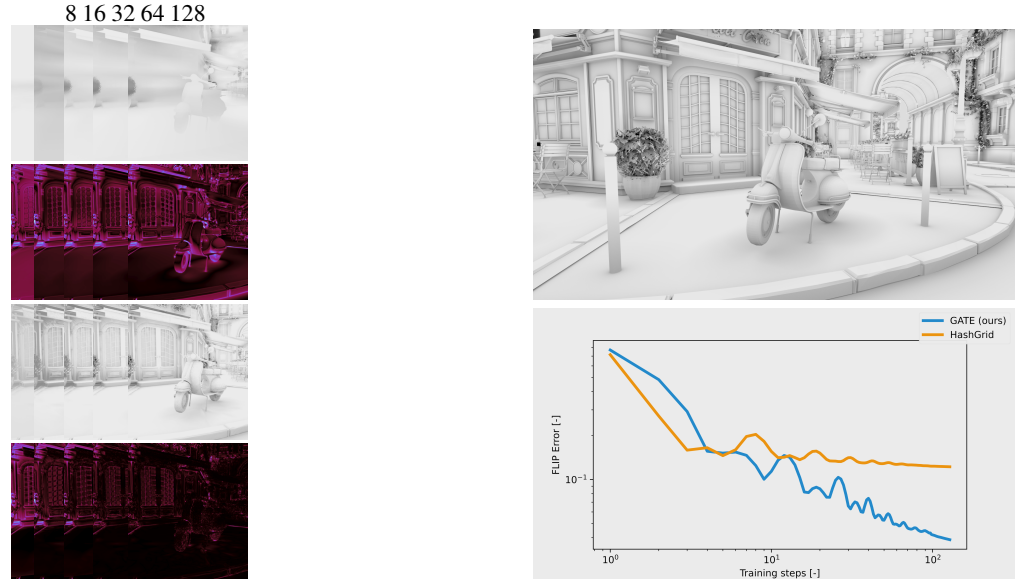 8 16 32 64 128
GATE (ours)
HashGrid
FLIP Error [-]
10⁻¹
10⁰ 10¹ 10²
Training steps [-]